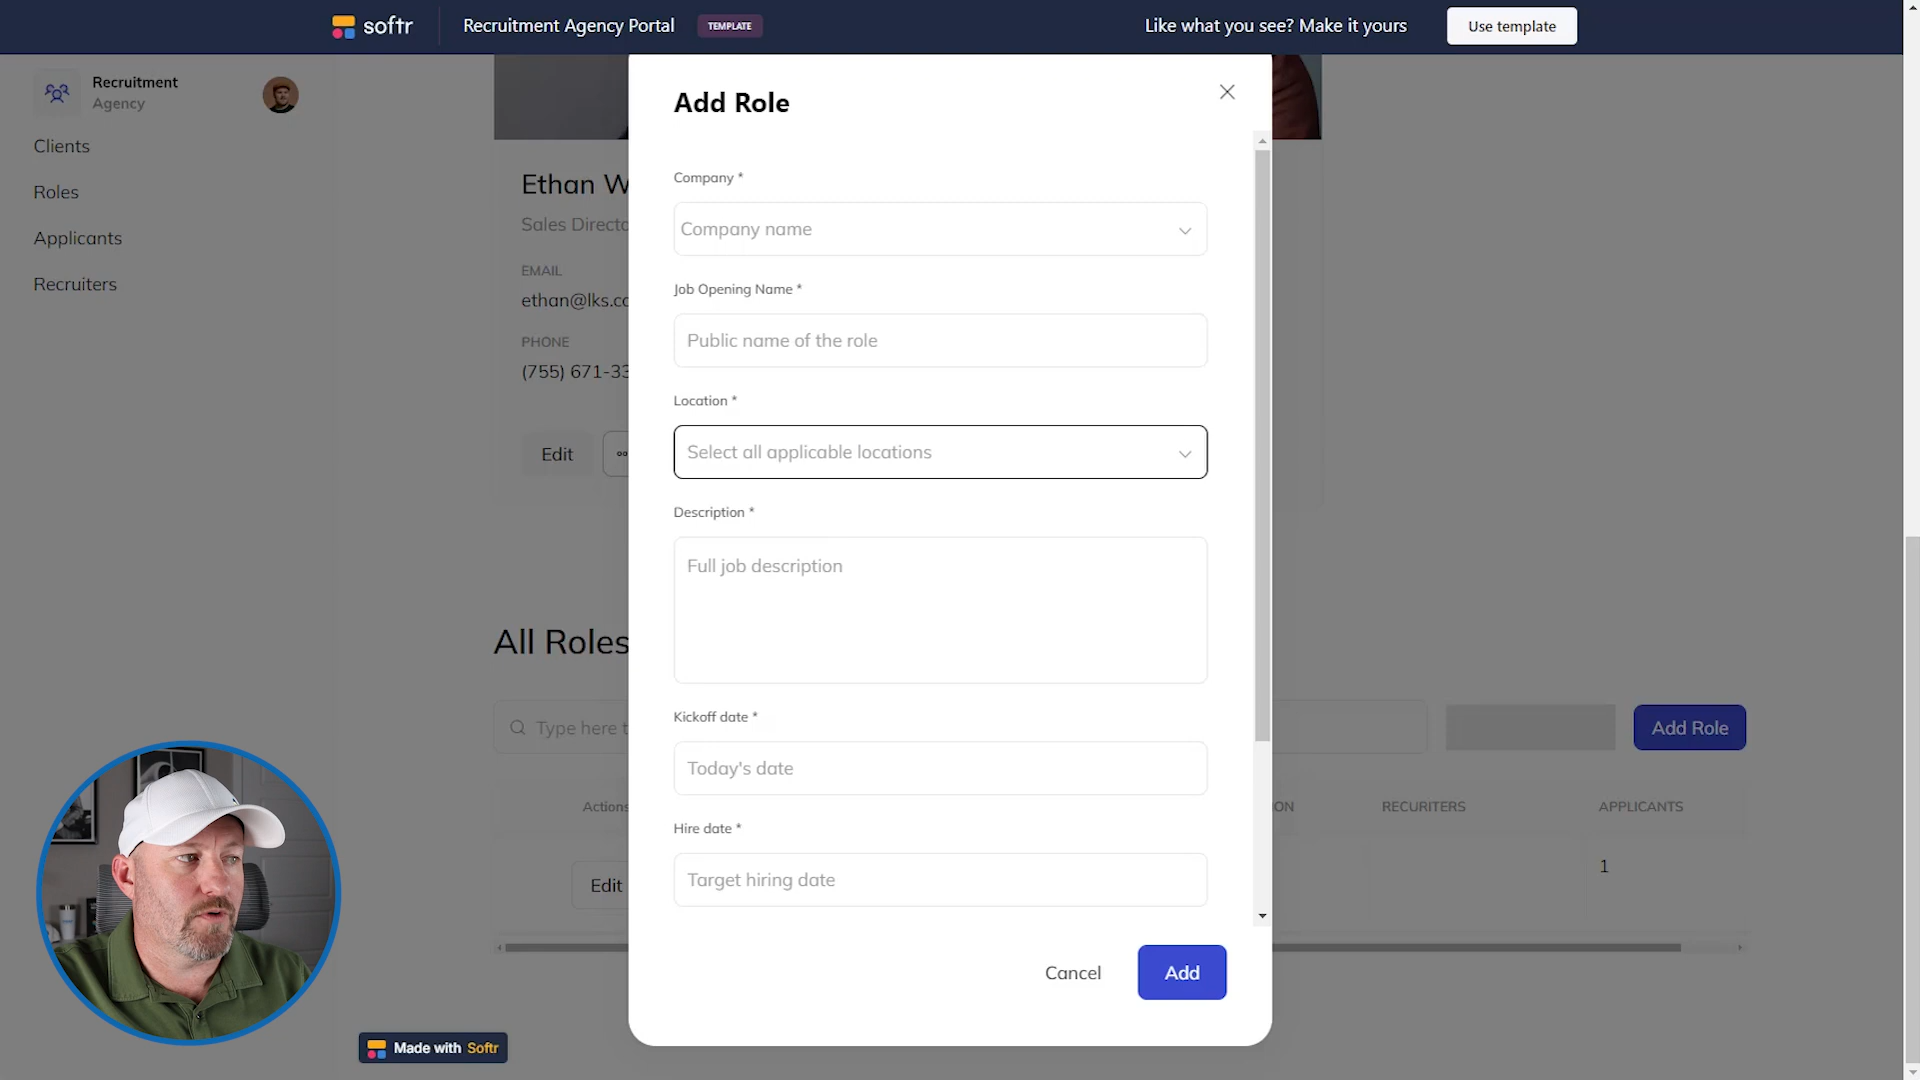 softr
Recruitment Agency Portal
TEMPLATE
Like what you see? Make it yours
Use template
Recruitment
Agency
Clients
Roles
Applicants
Recruiters
Ethan W
Sales Directo
EMAIL
ethan@lks.co
PHONE
(755) 671-33
Edit
Add Role
Company *
Company name
Job Opening Name *
Public name of the role
Location *
Select all applicable locations
Description *
Full job description
Kickoff date *
Today's date
Hire date *
Target hiring date
Cancel
Add
All Roles
Type here t
Add Role
Actions
ON
RECURITERS
APPLICANTS
Edit
1
Made with Softr